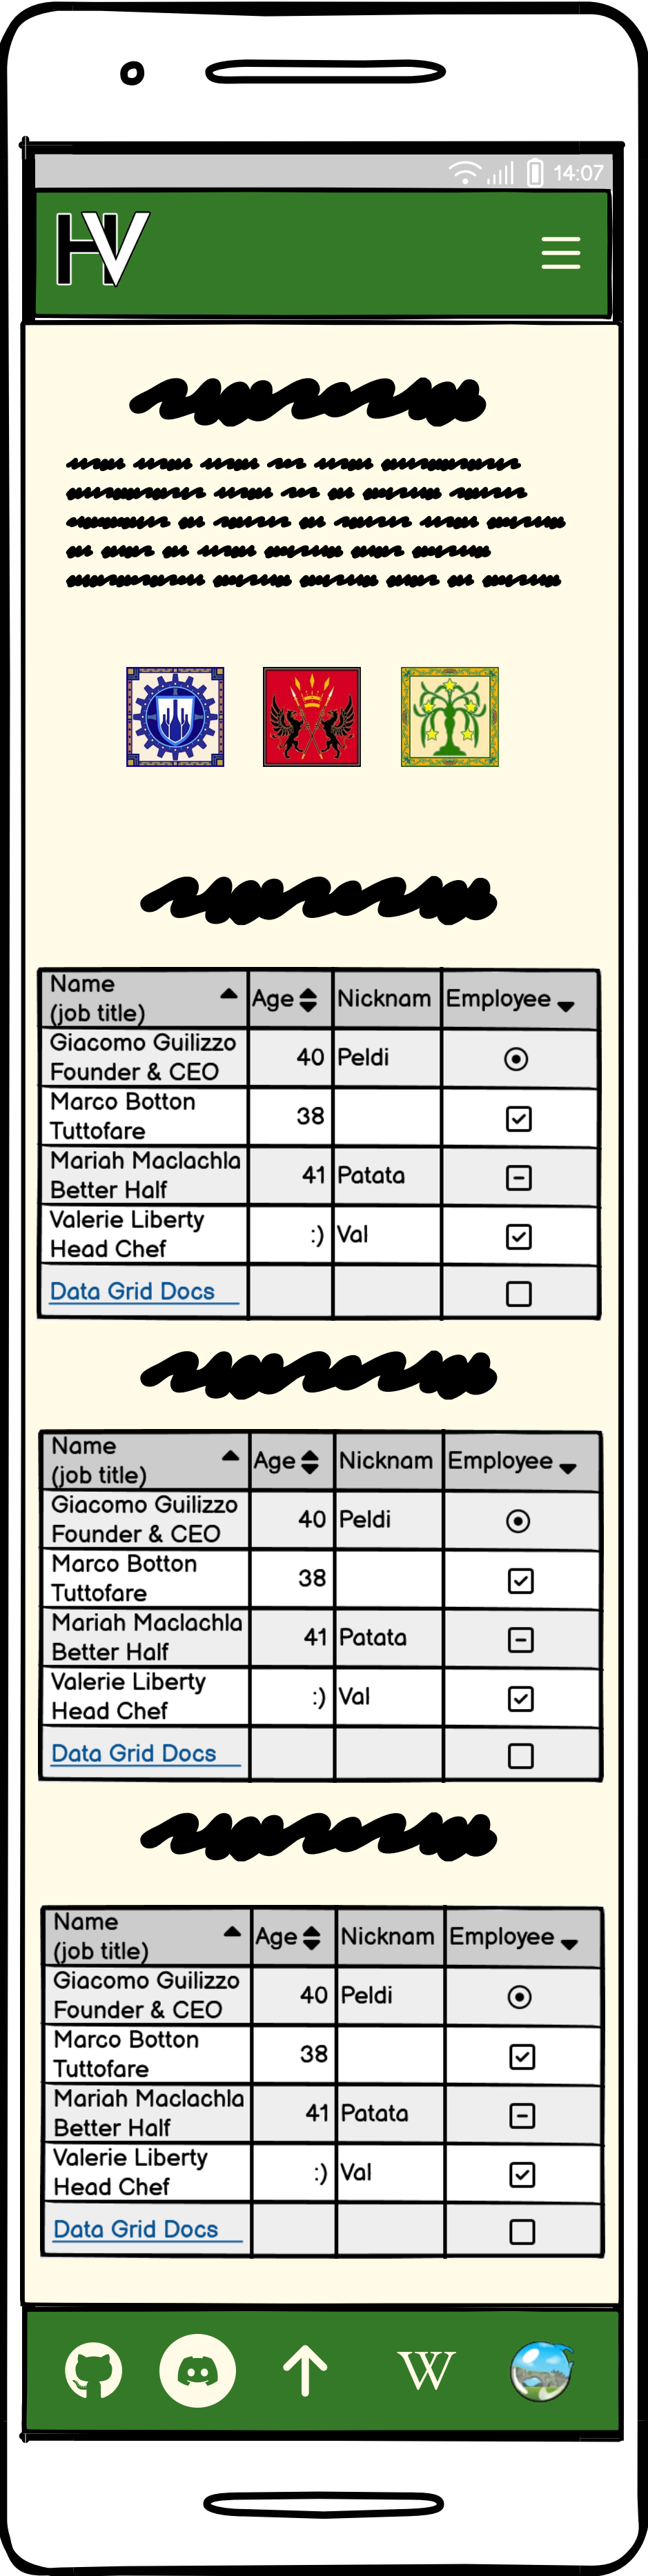 14:07
HV
Name
(job title)
Age
Nicknam
Employee
Giacomo Guilizzo
Founder & CEO
40
Peldi
Marco Botton
Tuttofare
38
Mariah Maclachla
Better Half
41
Patata
Valerie Liberty
Head Chef
:)
Val
Data Grid Docs
Name
(job title)
Age
Nicknam
Employee
Giacomo Guilizzo
Founder & CEO
40
Peldi
Marco Botton
Tuttofare
38
Mariah Maclachla
Better Half
41
Patata
Valerie Liberty
Head Chef
:)
Val
Data Grid Docs
Name
(job title)
Age
Nicknam
Employee
Giacomo Guilizzo
Founder & CEO
40
Peldi
Marco Botton
Tuttofare
38
Mariah Maclachla
Better Half
41
Patata
Valerie Liberty
Head Chef
:)
Val
Data Grid Docs
W